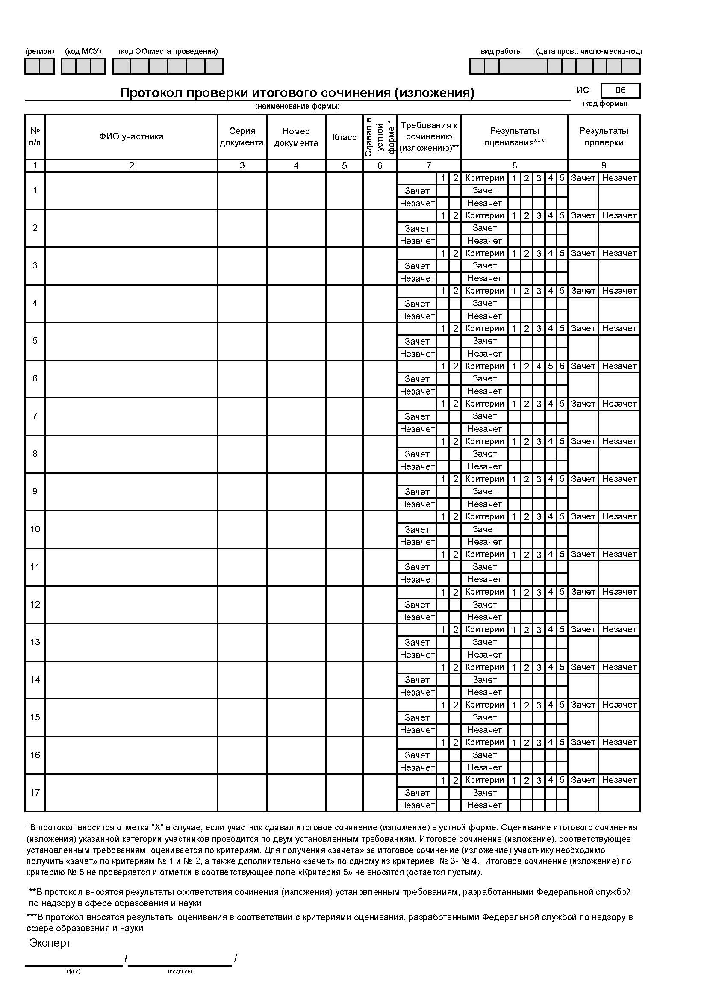 (регион) (код МСУ) (код ОО(места проведения) вид работы (дата пров.: число-месяц-год)
Протокол проверки итогового сочинения (изложения) ИС - 06
(наименование формы) (код формы)
№ п/п ФИО участника Серия документа Номер документа Класс Сдавал в устной форме * Требования к сочинению (изложению)** Результаты оценивания*** Результаты проверки
1 2 3 4 5 6 7 8 9
1 2 Критерии 1 2 3 4 5 Зачет Незачет
1 Зачет Зачет
Незачет Незачет
1 2 Критерии 1 2 3 4 5 Зачет Незачет
2 Зачет Зачет
Незачет Незачет
1 2 Критерии 1 2 3 4 5 Зачет Незачет
3 Зачет Зачет
Незачет Незачет
1 2 Критерии 1 2 3 4 5 Зачет Незачет
4 Зачет Зачет
Незачет Незачет
1 2 Критерии 1 2 3 4 5 Зачет Незачет
5 Зачет Зачет
Незачет Незачет
1 2 Критерии 1 2 4 5 6 Зачет Незачет
6 Зачет Зачет
Незачет Незачет
1 2 Критерии 1 2 3 4 5 Зачет Незачет
7 Зачет Зачет
Незачет Незачет
1 2 Критерии 1 2 3 4 5 Зачет Незачет
8 Зачет Зачет
Незачет Незачет
1 2 Критерии 1 2 3 4 5 Зачет Незачет
9 Зачет Зачет
Незачет Незачет
1 2 Критерии 1 2 3 4 5 Зачет Незачет
10 Зачет Зачет
Незачет Незачет
1 2 Критерии 1 2 3 4 5 Зачет Незачет
11 Зачет Зачет
Незачет Незачет
1 2 Критерии 1 2 3 4 5 Зачет Незачет
12 Зачет Зачет
Незачет Незачет
1 2 Критерии 1 2 3 4 5 Зачет Незачет
13 Зачет Зачет
Незачет Незачет
1 2 Критерии 1 2 3 4 5 Зачет Незачет
14 Зачет Зачет
Незачет Незачет
1 2 Критерии 1 2 3 4 5 Зачет Незачет
15 Зачет Зачет
Незачет Незачет
1 2 Критерии 1 2 3 4 5 Зачет Незачет
16 Зачет Зачет
Незачет Незачет
1 2 Критерии 1 2 3 4 5 Зачет Незачет
17 Зачет Зачет
Незачет Незачет
*В протокол вносится отметка "X" в случае, если участник сдавал итоговое сочинение (изложение) в устной форме. Оценивание итогового сочинения
(изложения) указанной категории участников проводится по двум установленным требованиям. Итоговое сочинение (изложение), соответствующее
установленным требованиям, оценивается по критериям. Для получения «зачета» за итоговое сочинение (изложение) участнику необходимо
получить «зачет» по критериям № 1 и № 2, а также дополнительно «зачет» по одному из критериев № 3- № 4. Итоговое сочинение (изложение) по
критерию № 5 не проверяется и отметки в соответствующее поле «Критерия 5» не вносятся (остается пустым).
**В протокол вносятся результаты соответствия сочинения (изложения) установленным требованиям, разработанными Федеральной службой
по надзору в сфере образования и науки
***В протокол вносятся результаты оценивания в соответствии с критериями оценивания, разработанными Федеральной службой по надзору в
сфере образования и науки
Эксперт
/ /
(фио) (подпись)